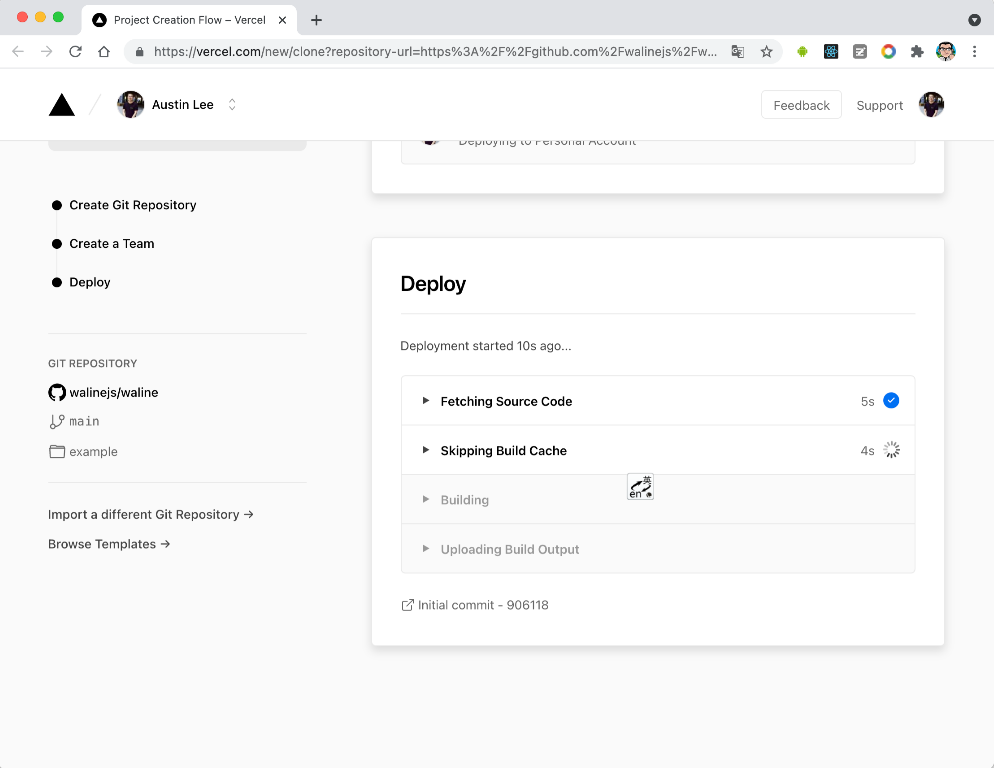 Project Creation Flow – Vercel
https://vercel.com/new/clone?repository-url=https%3A%2F%2Fgithub.com%2Fwalinejs%2Fw...
Austin Lee
Feedback
Support
Deploying to Personal Account
Create Git Repository
Create a Team
Deploy
GIT REPOSITORY
walinejs/waline
main
example
Import a different Git Repository →
Browse Templates →
Deploy
Deployment started 10s ago...
Fetching Source Code 5s
Skipping Build Cache 4s
英
en
Building
Uploading Build Output
Initial commit - 906118